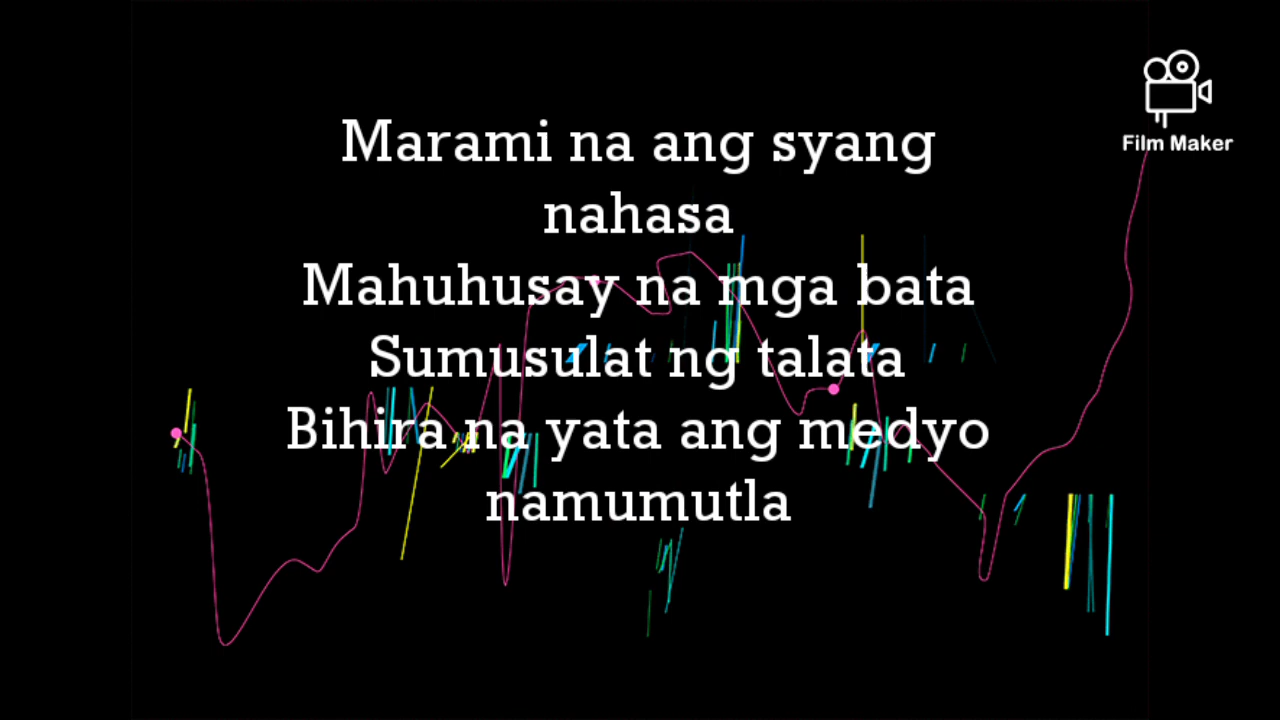 Marami na ang syang
nahasa
Mahuhusay na mga bata
Sumusulat ng talata
Bihira na yata ang medyo
namumutla
Film Maker